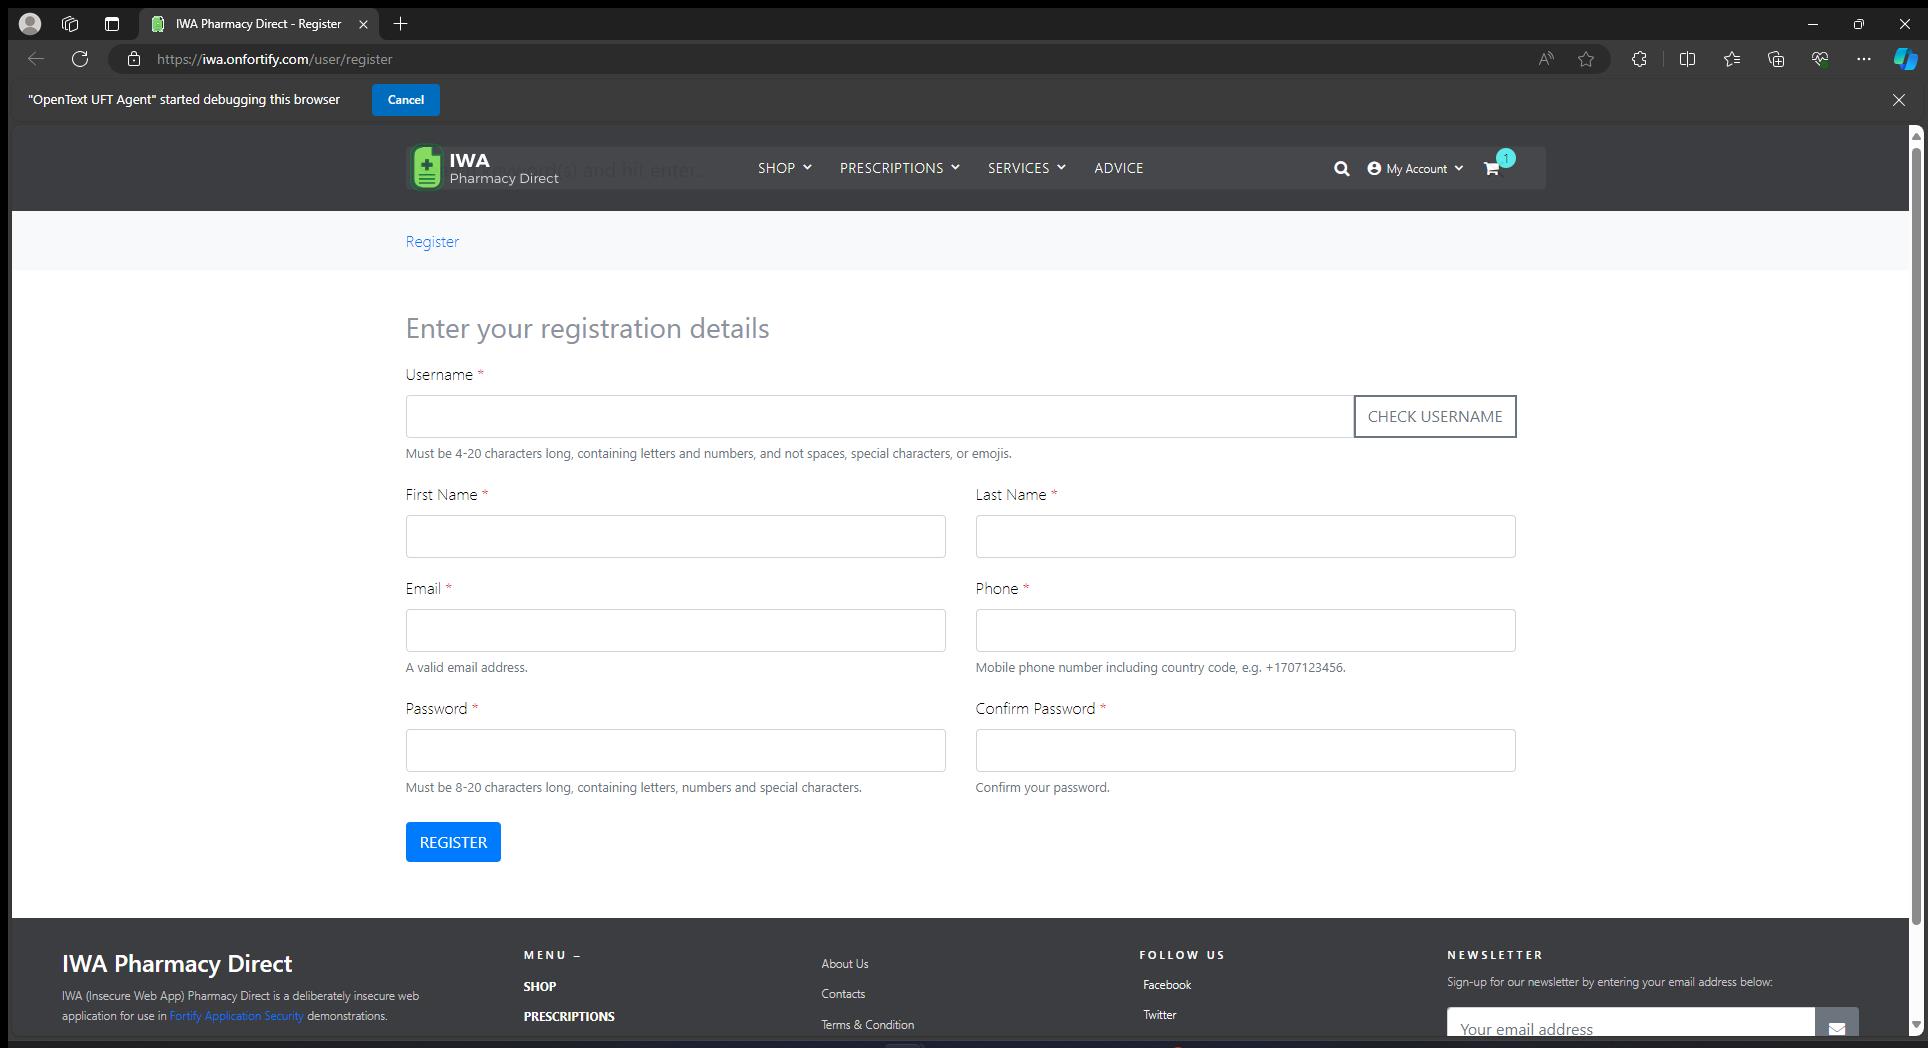 IWA Pharmacy Direct - Register
https://iwa.onfortify.com/user/register
"OpenText UFT Agent" started debugging this browser
Cancel
IWA
Pharmacy Direct
(s) and hit enter...
SHOP
PRESCRIPTIONS
SERVICES
ADVICE
My Account
1
Register
Enter your registration details
Username *
CHECK USERNAME
Must be 4-20 characters long, containing letters and numbers, and not spaces, special characters, or emojis.
First Name *
Last Name *
Email *
Phone *
A valid email address.
Mobile phone number including country code, e.g. +1707123456.
Password *
Confirm Password *
Must be 8-20 characters long, containing letters, numbers and special characters.
Confirm your password.
REGISTER
IWA Pharmacy Direct
IWA (Insecure Web App) Pharmacy Direct is a deliberately insecure web
application for use in Fortify Application Security demonstrations.
MENU –
SHOP
PRESCRIPTIONS
About Us
Contacts
Terms & Condition
FOLLOW US
Facebook
Twitter
NEWSLETTER
Sign-up for our newsletter by entering your email address below:
Your email address